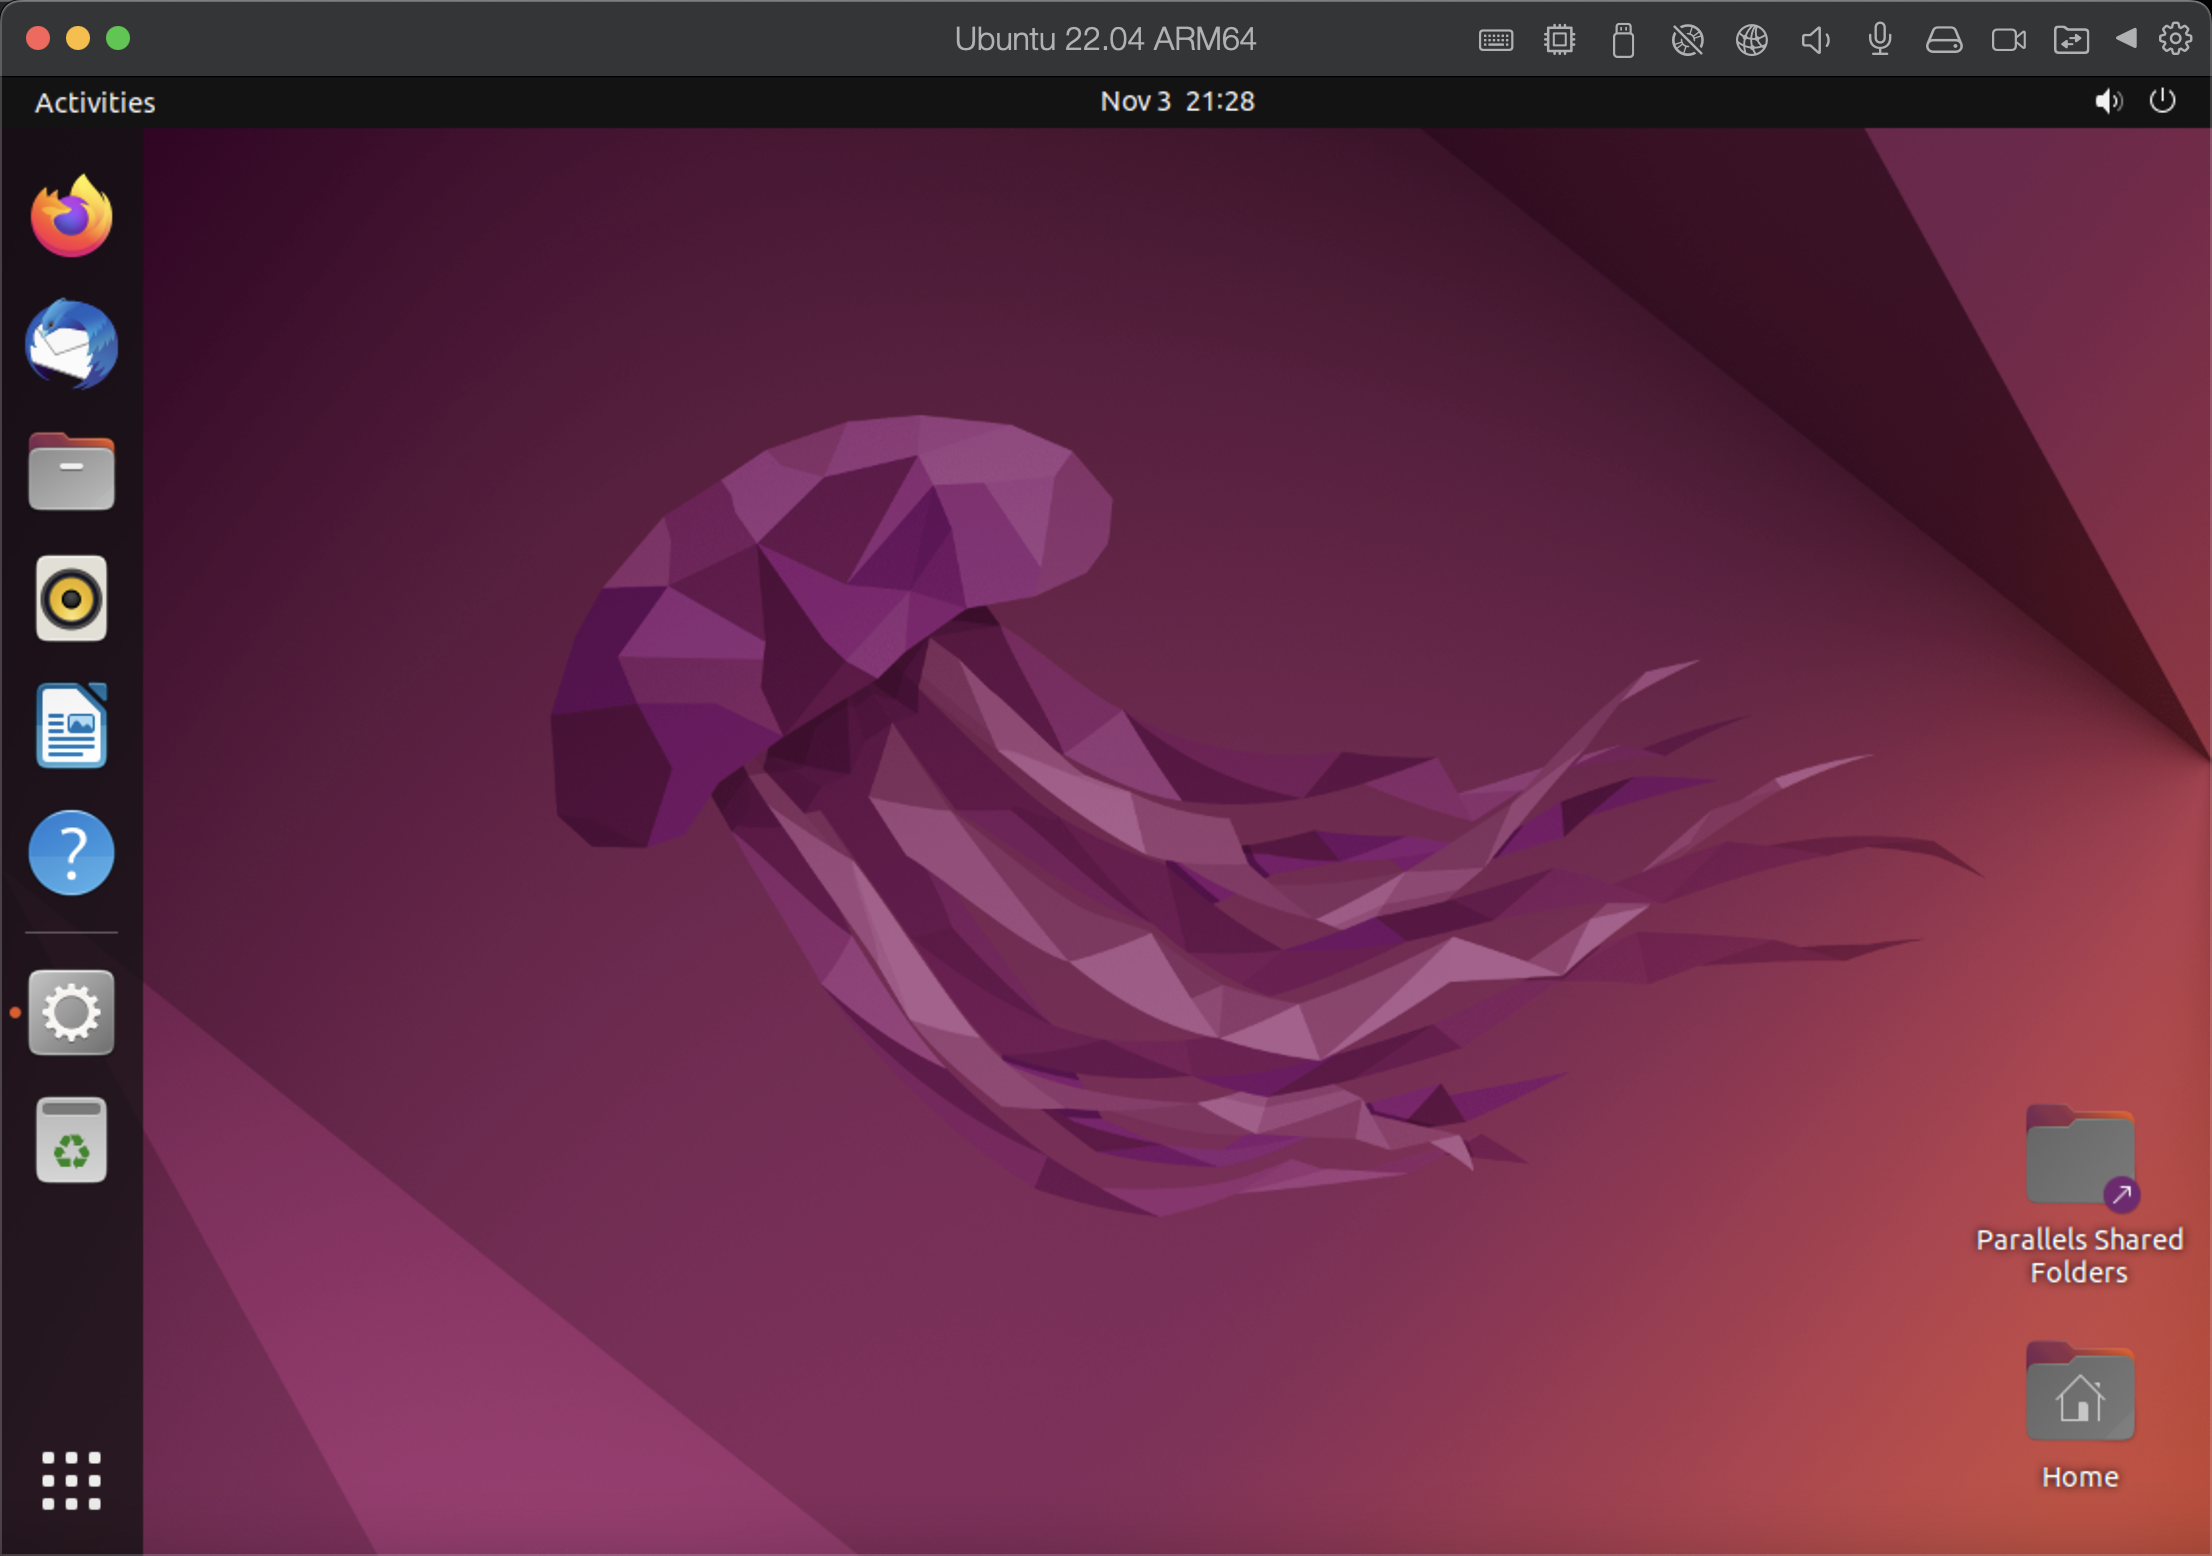 Ubuntu 22.04 ARM64
Activities
Nov 3 21:28
?
Parallels Shared
Folders
Home